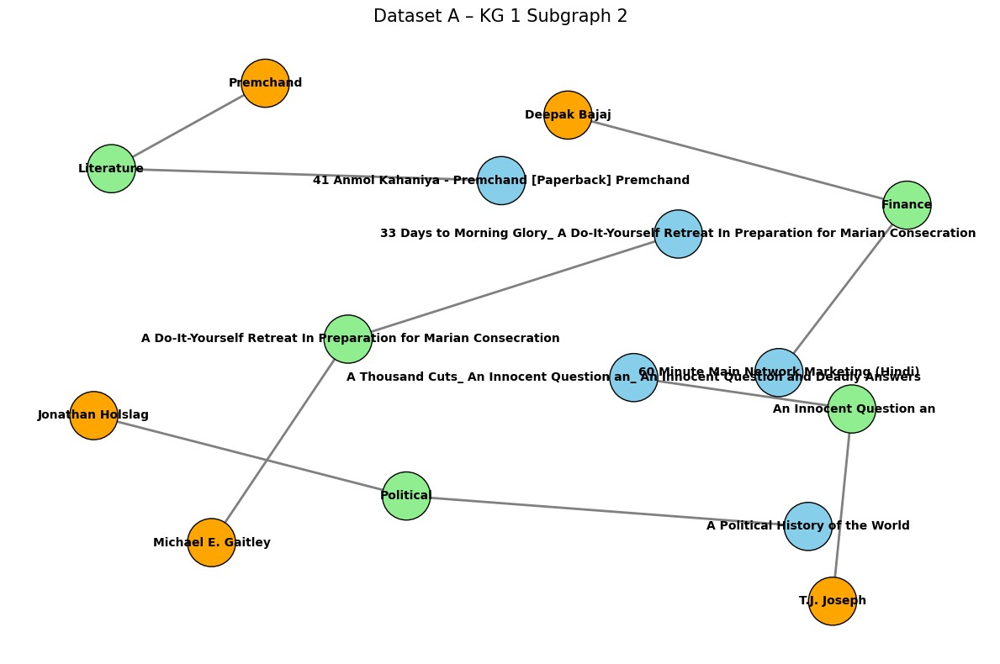 Dataset A – KG 1 Subgraph 2
Premchand
Deepak Bajaj
Literature
41 Anmol Kahaniya - Premchand [Paperback] Premchand
Finance
33 Days to Morning Glory_ A Do-It-Yourself Retreat In Preparation for Marian Consecration
A Do-It-Yourself Retreat In Preparation for Marian Consecration
60 Minute Main Network Marketing (Hindi)
A Thousand Cuts_ An Innocent Question an_ An Innocent Question and Deadly Answers
An Innocent Question an
Jonathan Holslag
Political
A Political History of the World
Michael E. Gaitley
T.J. Joseph